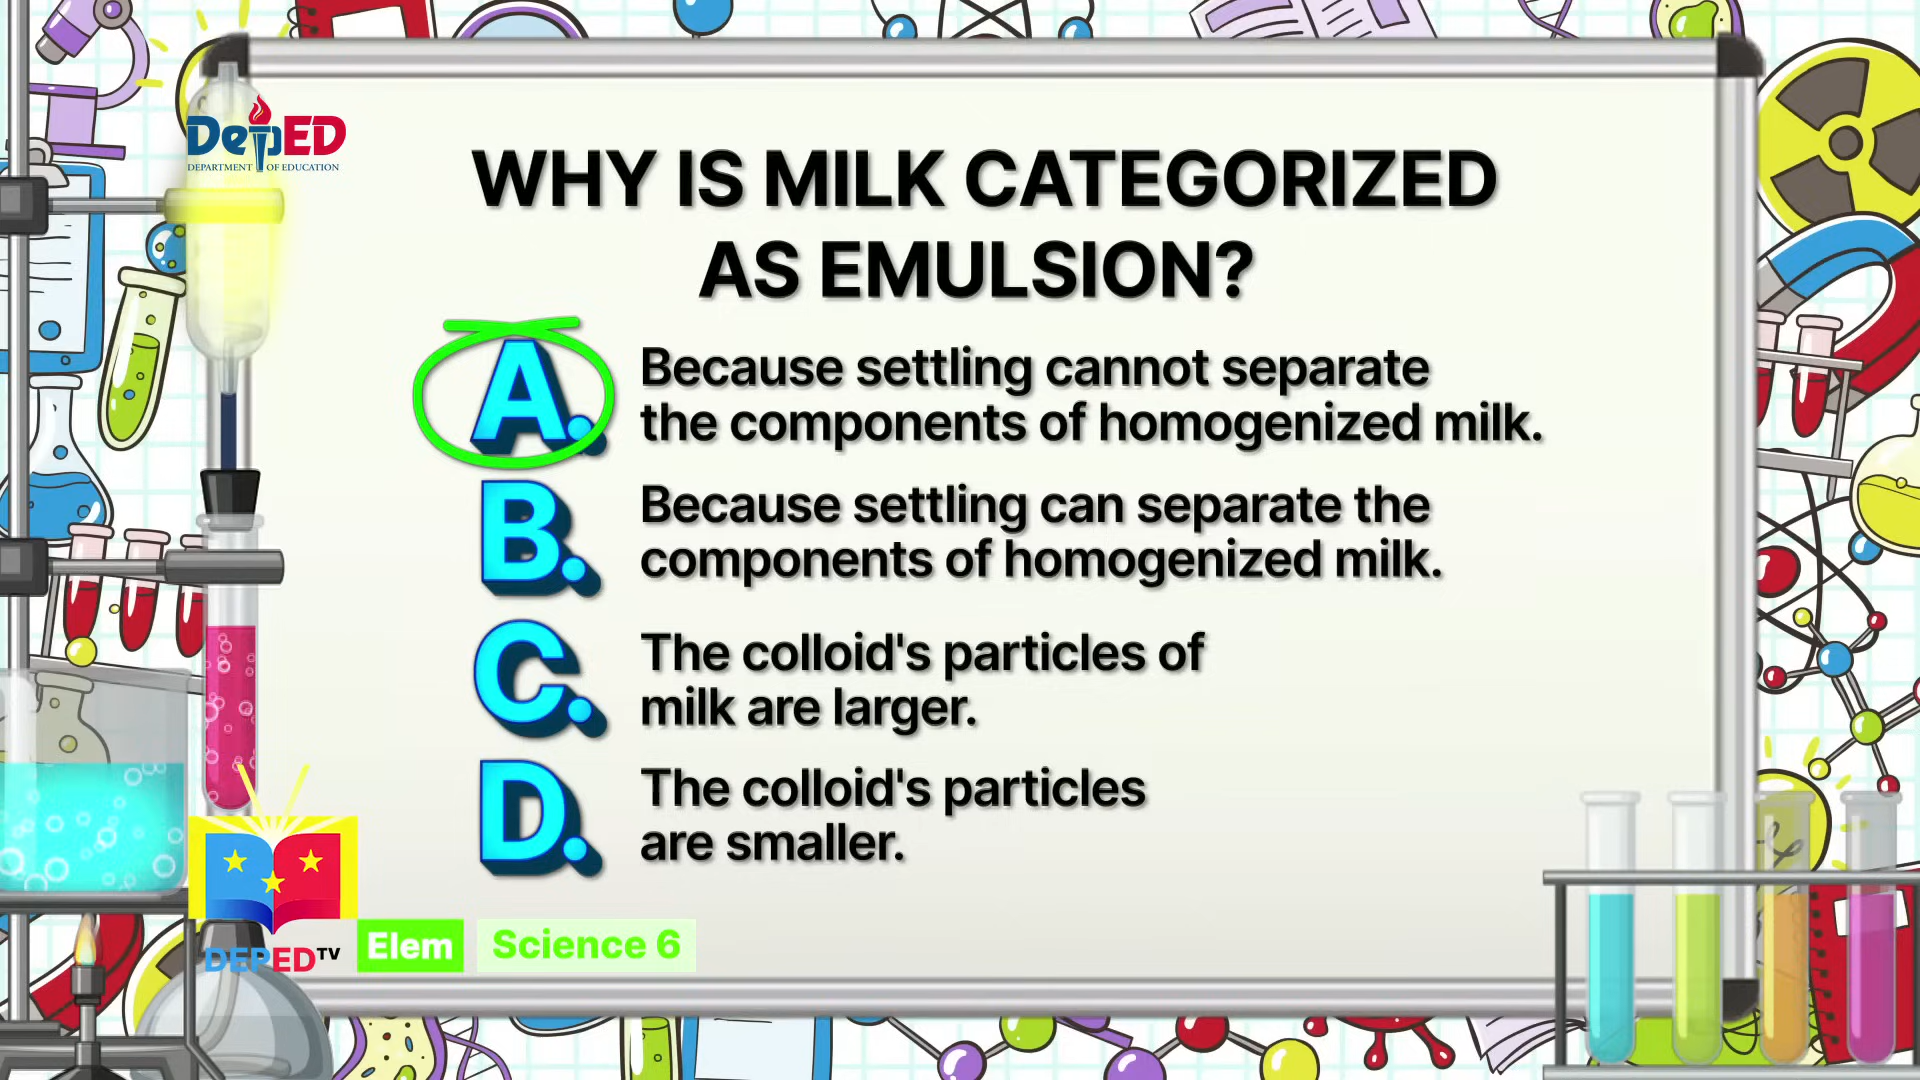 DepED
DEPARTMENT OF EDUCATION
WHY IS MILK CATEGORIZED
AS EMULSION?
A. Because settling cannot separate
the components of homogenized milk.
B. Because settling can separate the
components of homogenized milk.
C. The colloid's particles of
milk are larger.
D. The colloid's particles
are smaller.
DEPED TV
Elem Science 6